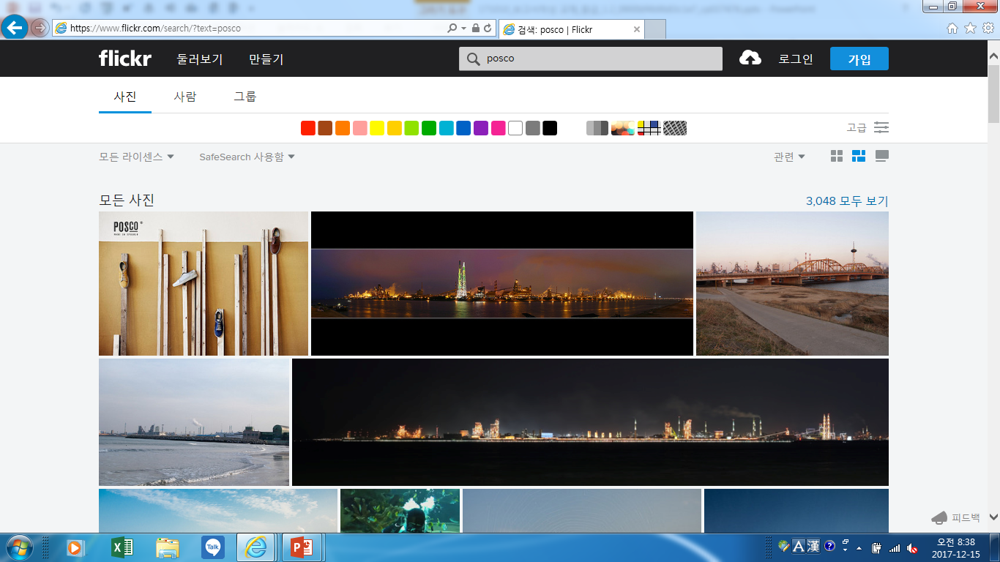 https://www.flickr.com/search/?text=posco
검색: posco | Flickr
flickr
둘러보기
만들기
posco
로그인
가입
사진
사람
그룹
고급
모든 라이센스
SafeSearch 사용함
관련
모든 사진
3,048 모두 보기
POSCO
피드백
Talk
A 漢
오전 8:38
2017-12-15